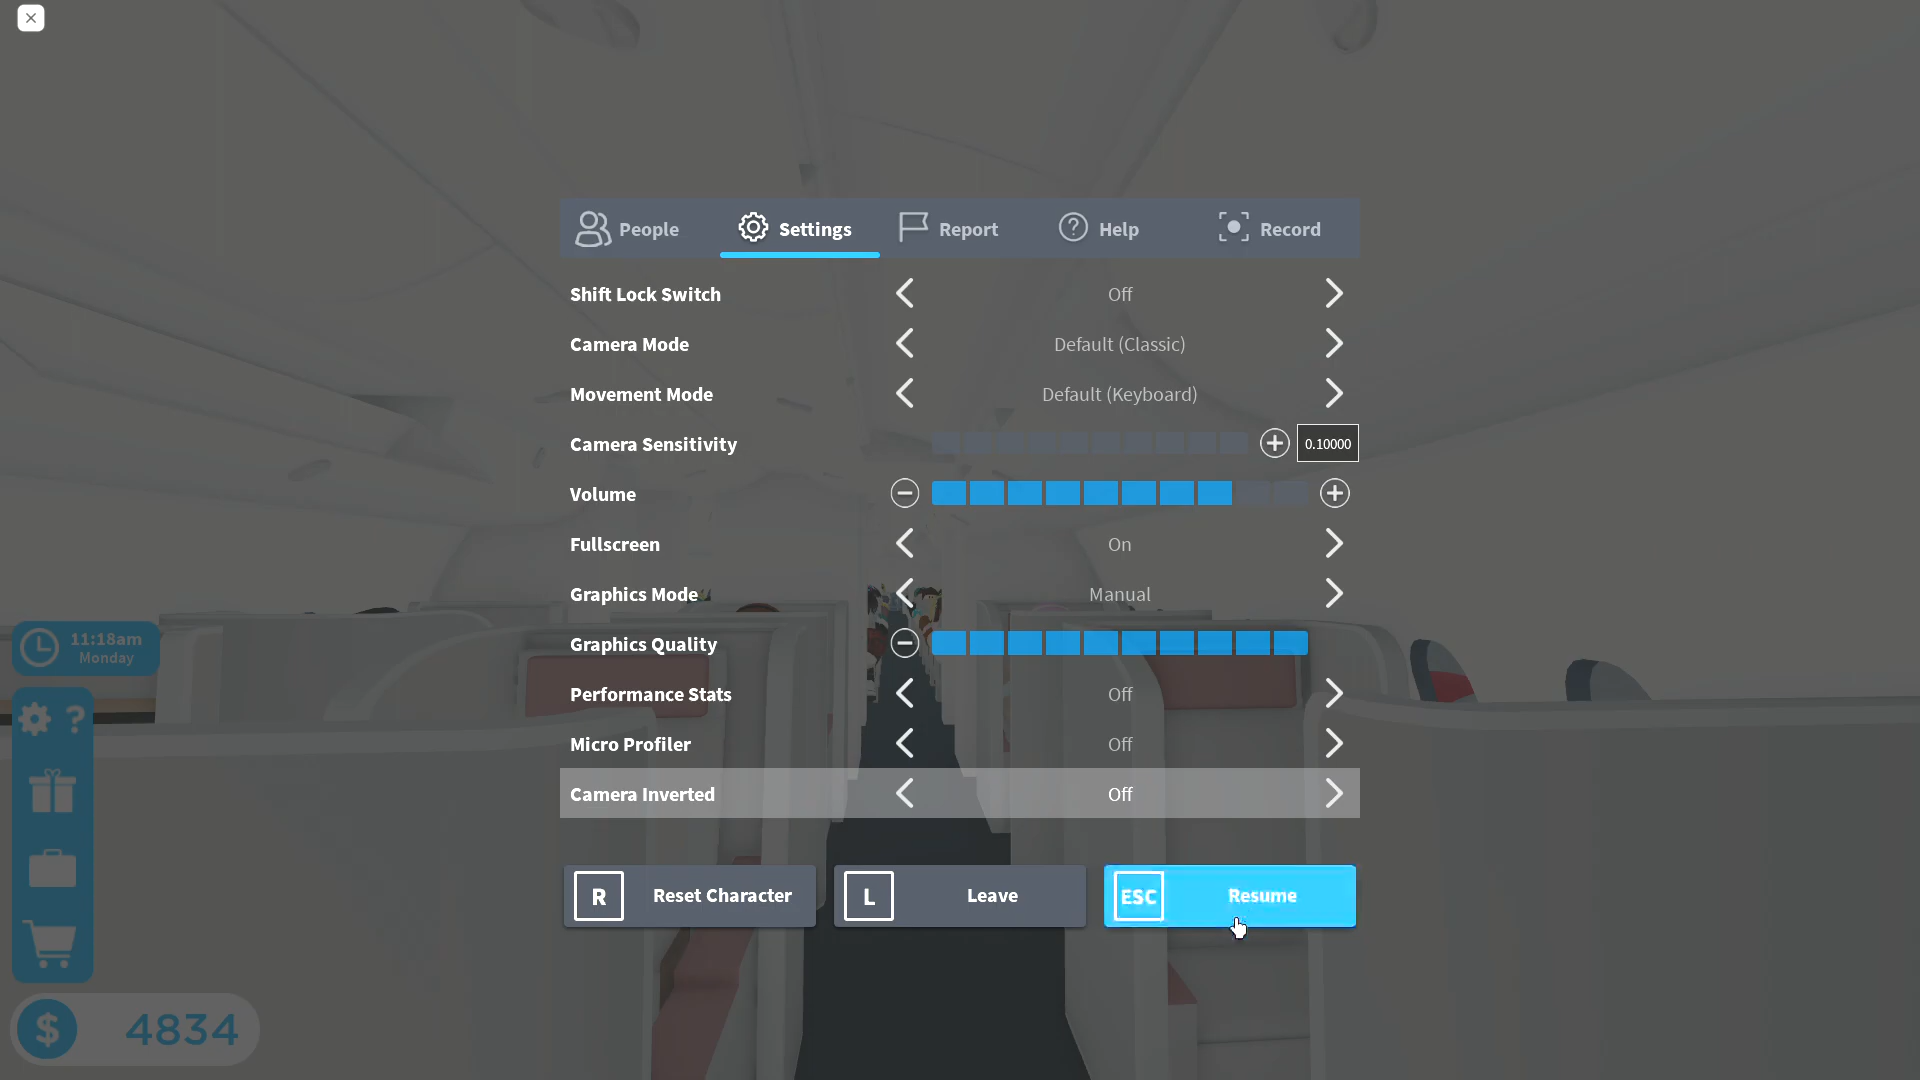 People
Settings
Report
Help
Record
Shift Lock Switch
Off
Camera Mode
Default (Classic)
Movement Mode
Default (Keyboard)
Camera Sensitivity
0.10000
Volume
Fullscreen
On
Graphics Mode
Manual
Graphics Quality
Performance Stats
Off
Micro Profiler
Off
Camera Inverted
Off
R
Reset Character
L
Leave
ESC
Resume
11:18am
Monday
?
$
4834